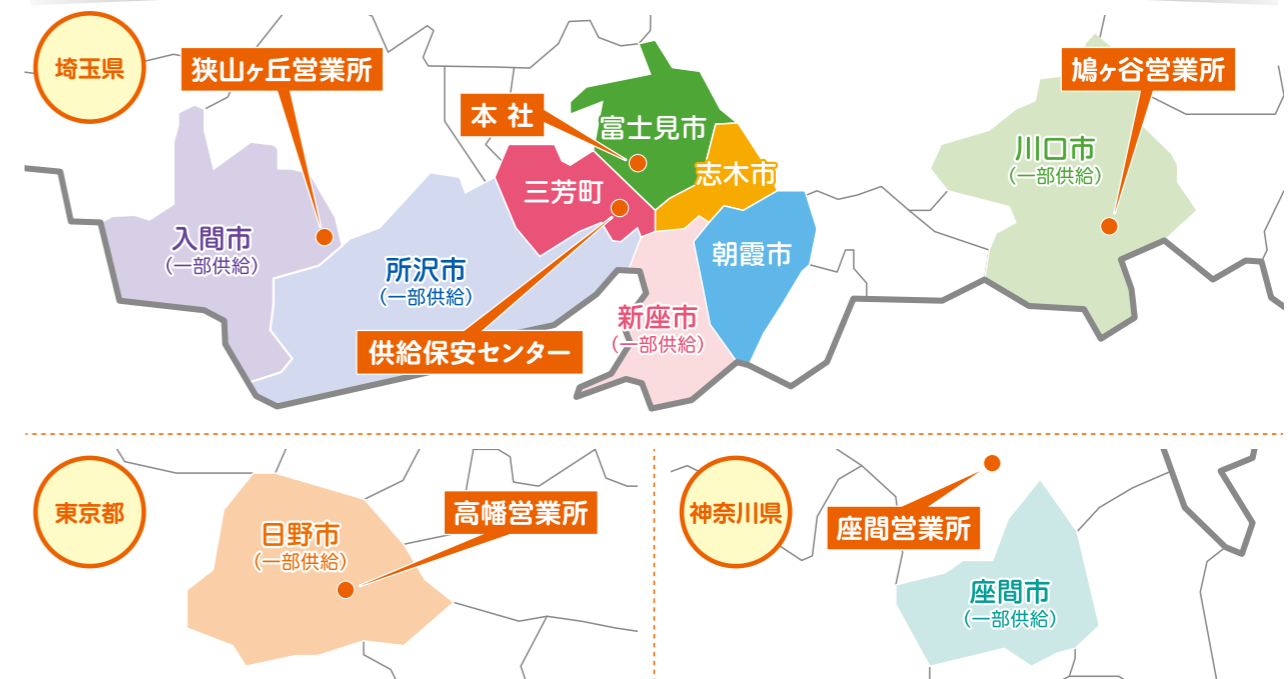 埼玉県
狭山ヶ丘営業所
本社
鳩ヶ谷営業所
富士見市
志木市
三芳町
川口市
(一部供給)
入間市
(一部供給)
所沢市
(一部供給)
朝霞市
新座市
(一部供給)
供給保安センター
東京都
高幡営業所
日野市
(一部供給)
神奈川県
座間営業所
座間市
(一部供給)